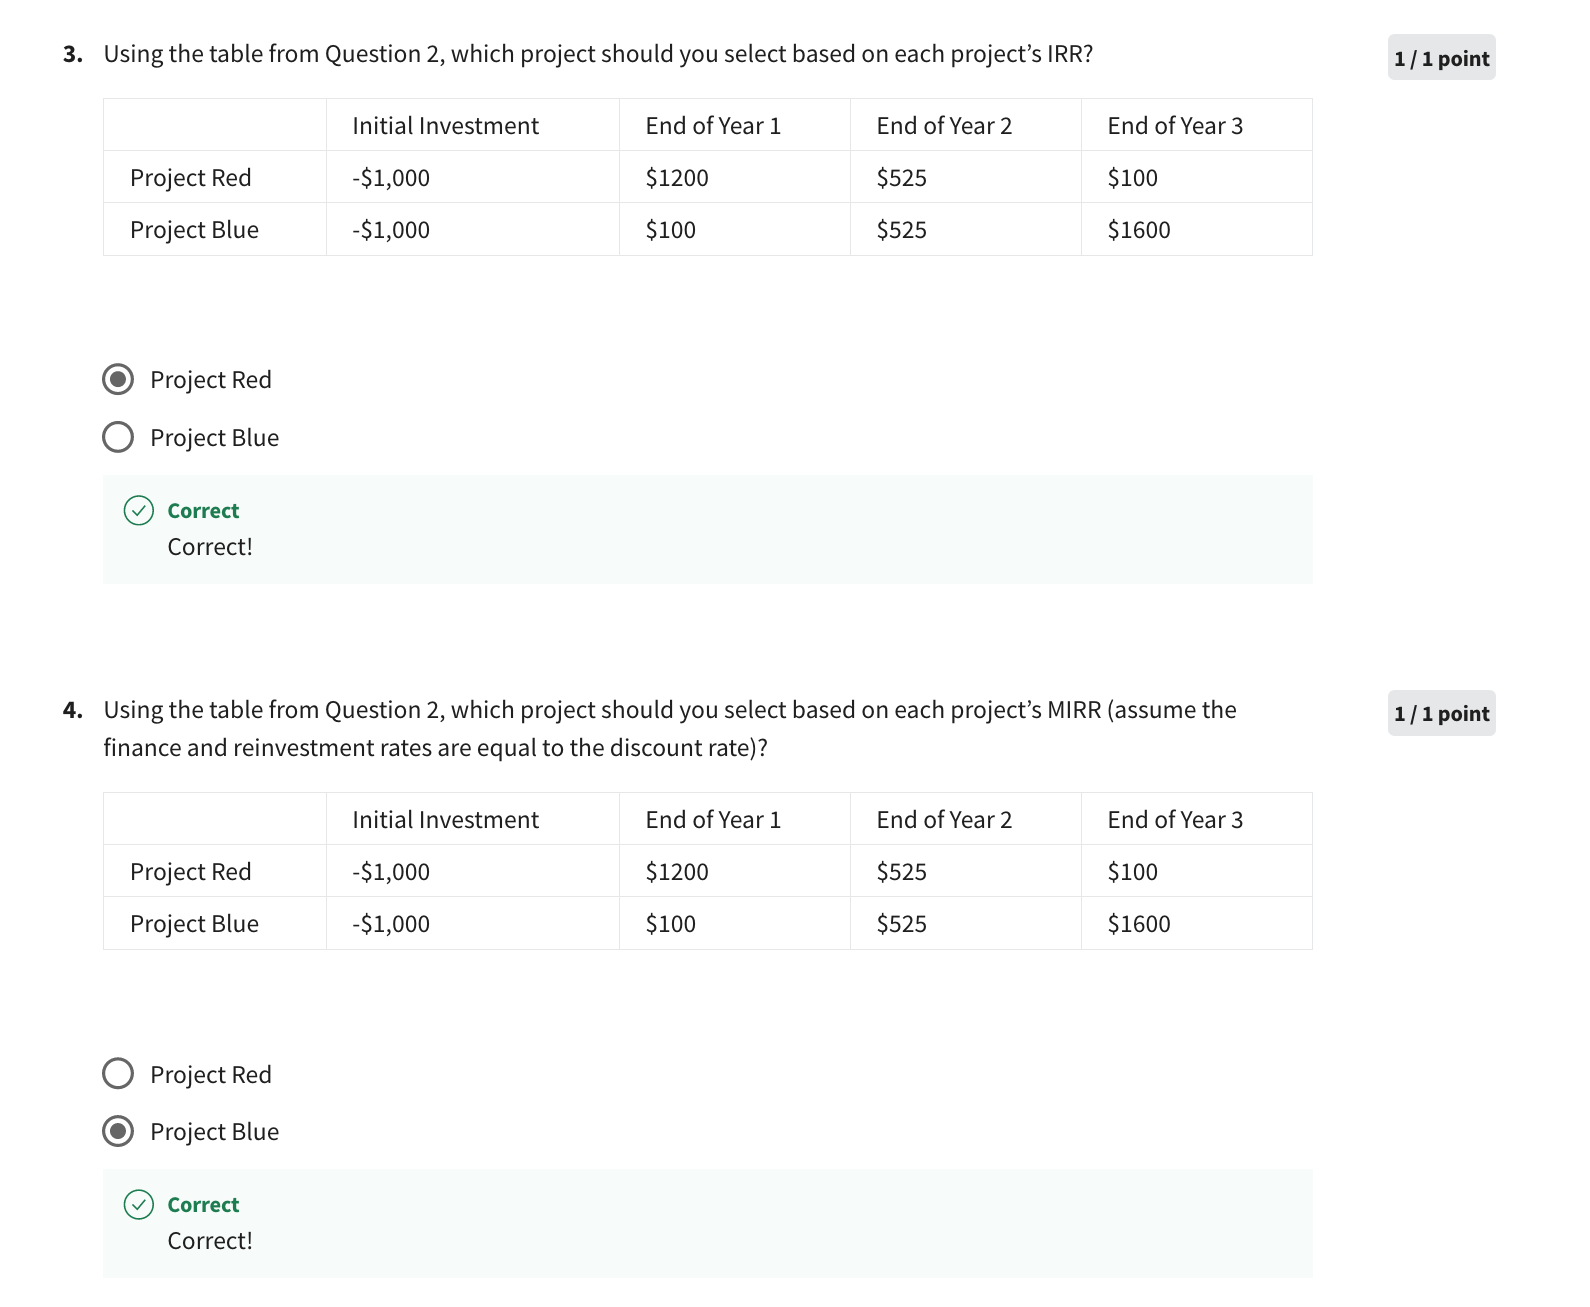 3. Using the table from Question 2, which project should you select based on each project’s IRR?
1 / 1 point
Initial Investment End of Year 1 End of Year 2 End of Year 3
Project Red -$1,000 $1200 $525 $100
Project Blue -$1,000 $100 $525 $1600
Project Red
Project Blue
Correct
Correct!
4. Using the table from Question 2, which project should you select based on each project’s MIRR (assume the
finance and reinvestment rates are equal to the discount rate)?
1 / 1 point
Initial Investment End of Year 1 End of Year 2 End of Year 3
Project Red -$1,000 $1200 $525 $100
Project Blue -$1,000 $100 $525 $1600
Project Red
Project Blue
Correct
Correct!